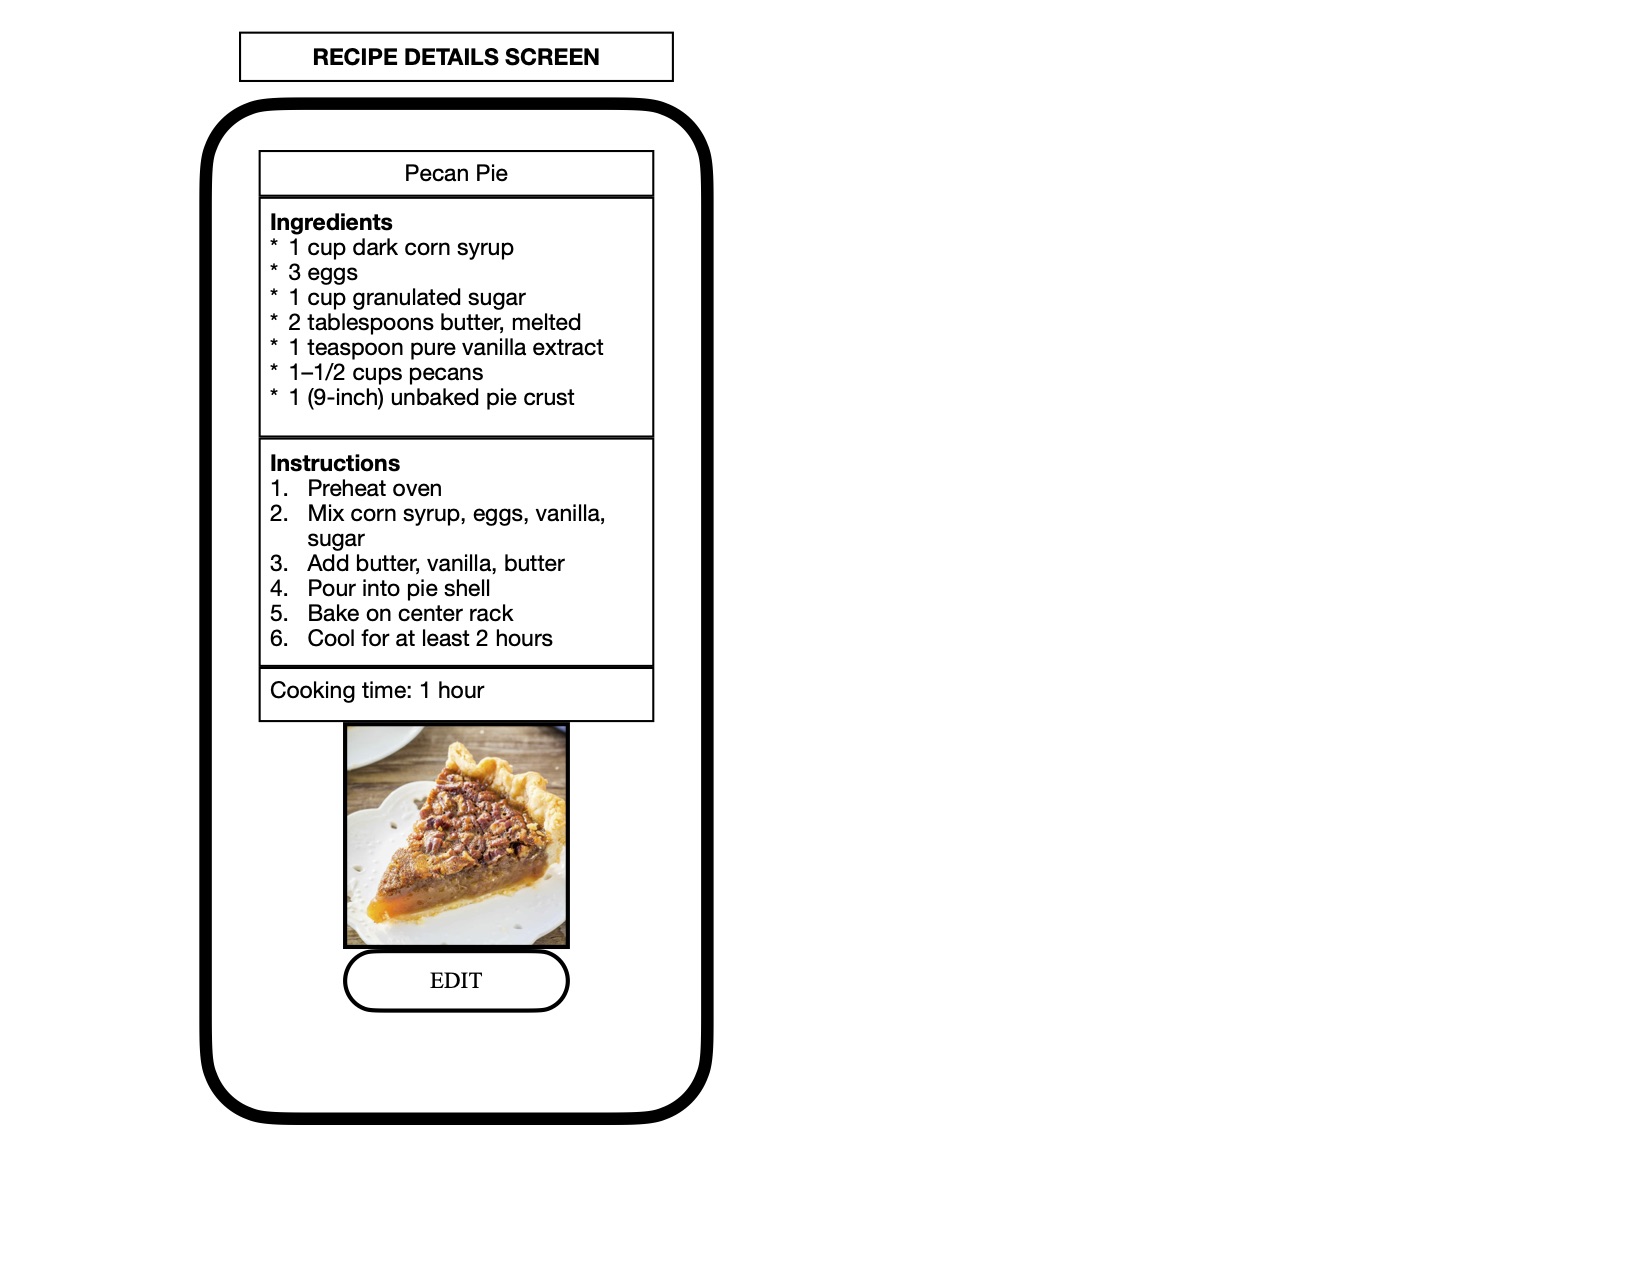 RECIPE DETAILS SCREEN
Pecan Pie
Ingredients
* 1 cup dark corn syrup
* 3 eggs
* 1 cup granulated sugar
* 2 tablespoons butter, melted
* 1 teaspoon pure vanilla extract
* 1–1/2 cups pecans
* 1 (9-inch) unbaked pie crust
Instructions
1. Preheat oven
2. Mix corn syrup, eggs, vanilla,
sugar
3. Add butter, vanilla, butter
4. Pour into pie shell
5. Bake on center rack
6. Cool for at least 2 hours
Cooking time: 1 hour
EDIT